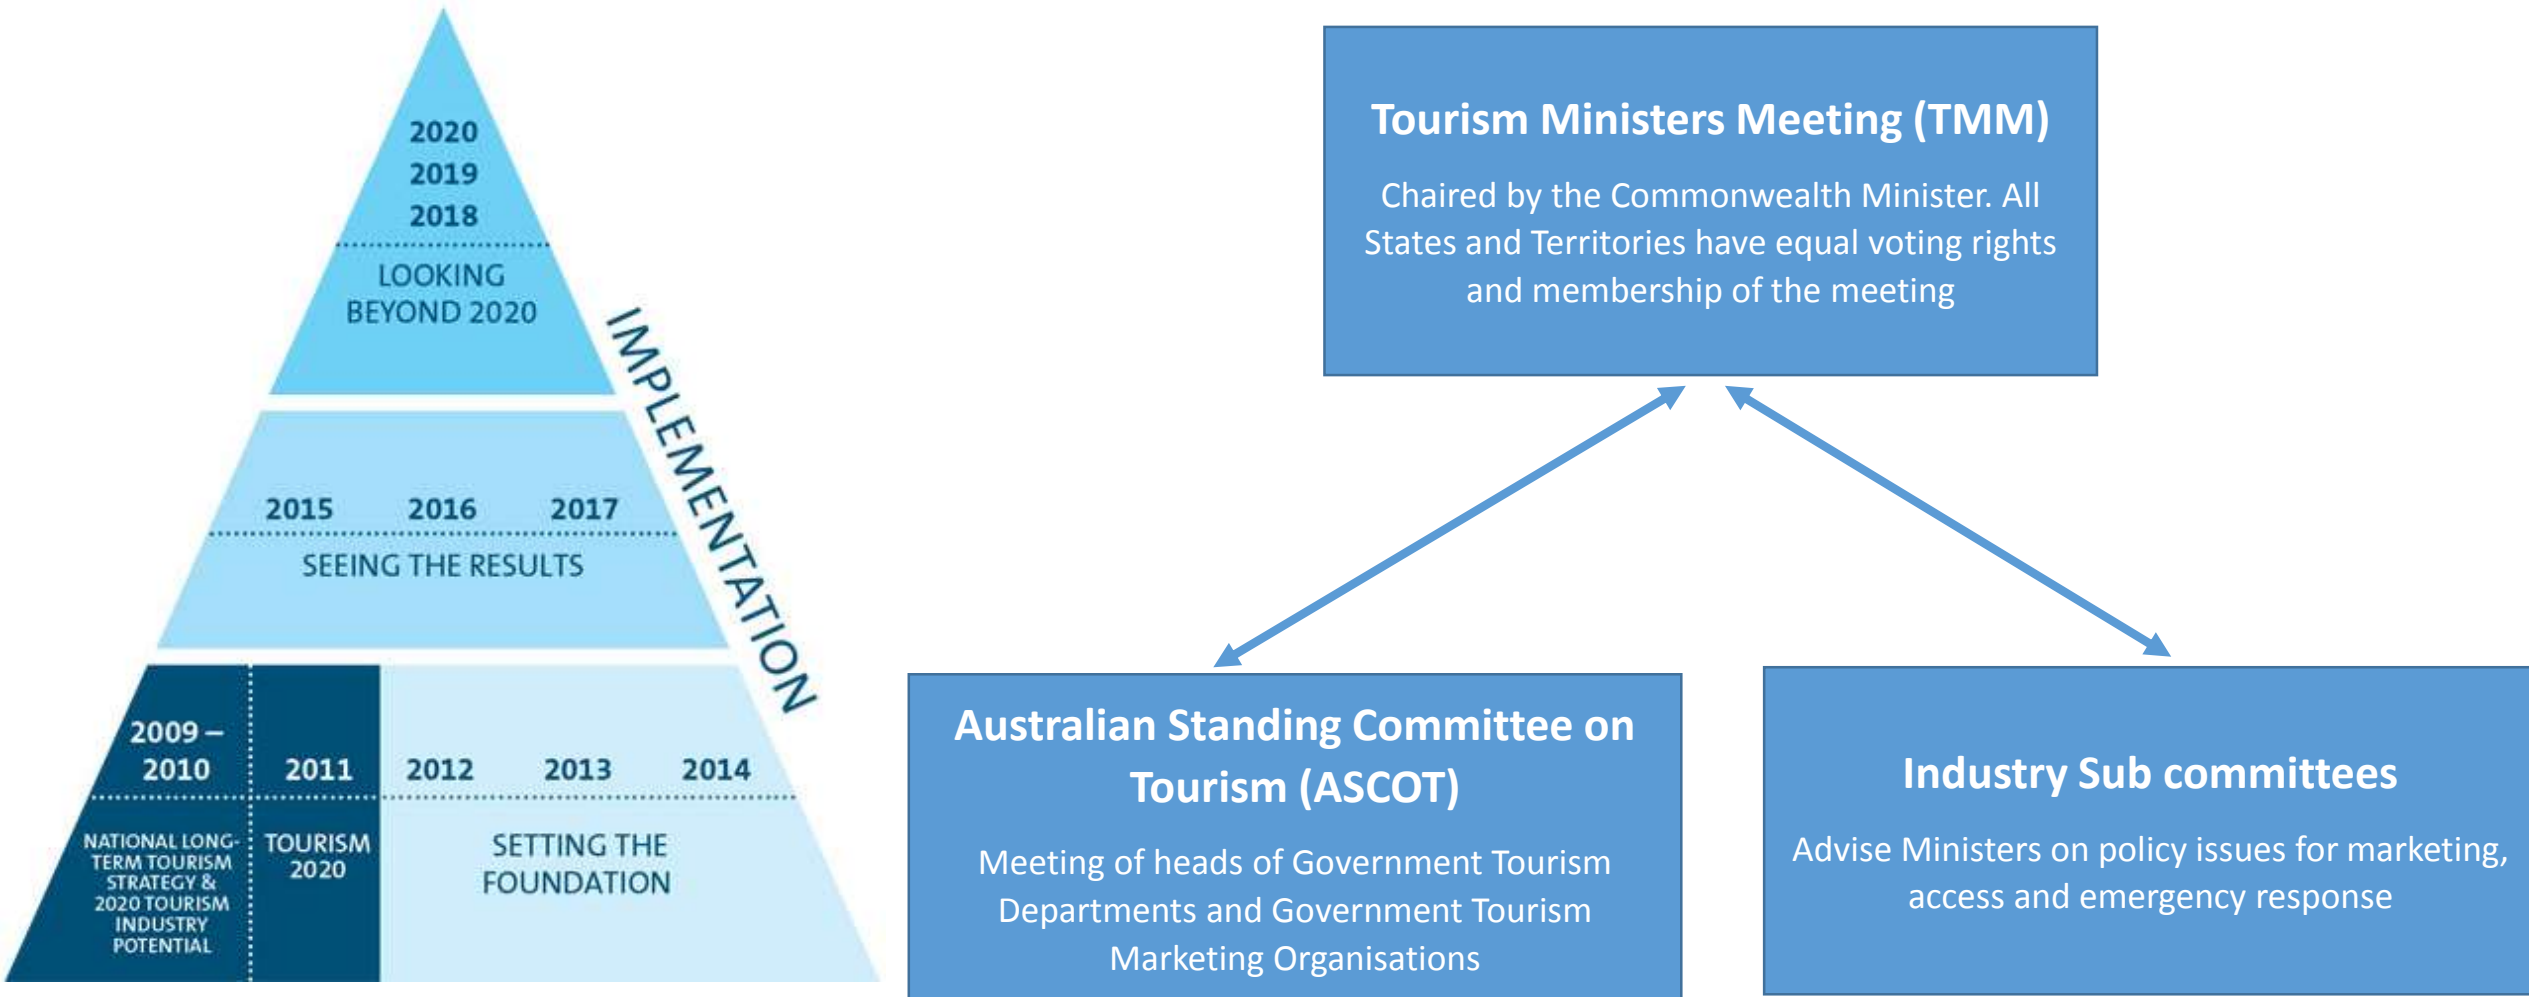 2020
2019
2018
LOOKING
BEYOND 2020
IMPLEMENTATION
2015 2016 2017
SEEING THE RESULTS
2009 –
2010
NATIONAL LONG-
TERM TOURISM
STRATEGY &
2020 TOURISM
INDUSTRY
POTENTIAL
2011
TOURISM
2020
2012 2013 2014
SETTING THE
FOUNDATION
Tourism Ministers Meeting (TMM)
Chaired by the Commonwealth Minister. All
States and Territories have equal voting rights
and membership of the meeting
Australian Standing Committee on
Tourism (ASCOT)
Meeting of heads of Government Tourism
Departments and Government Tourism
Marketing Organisations
Industry Sub committees
Advise Ministers on policy issues for marketing,
access and emergency response